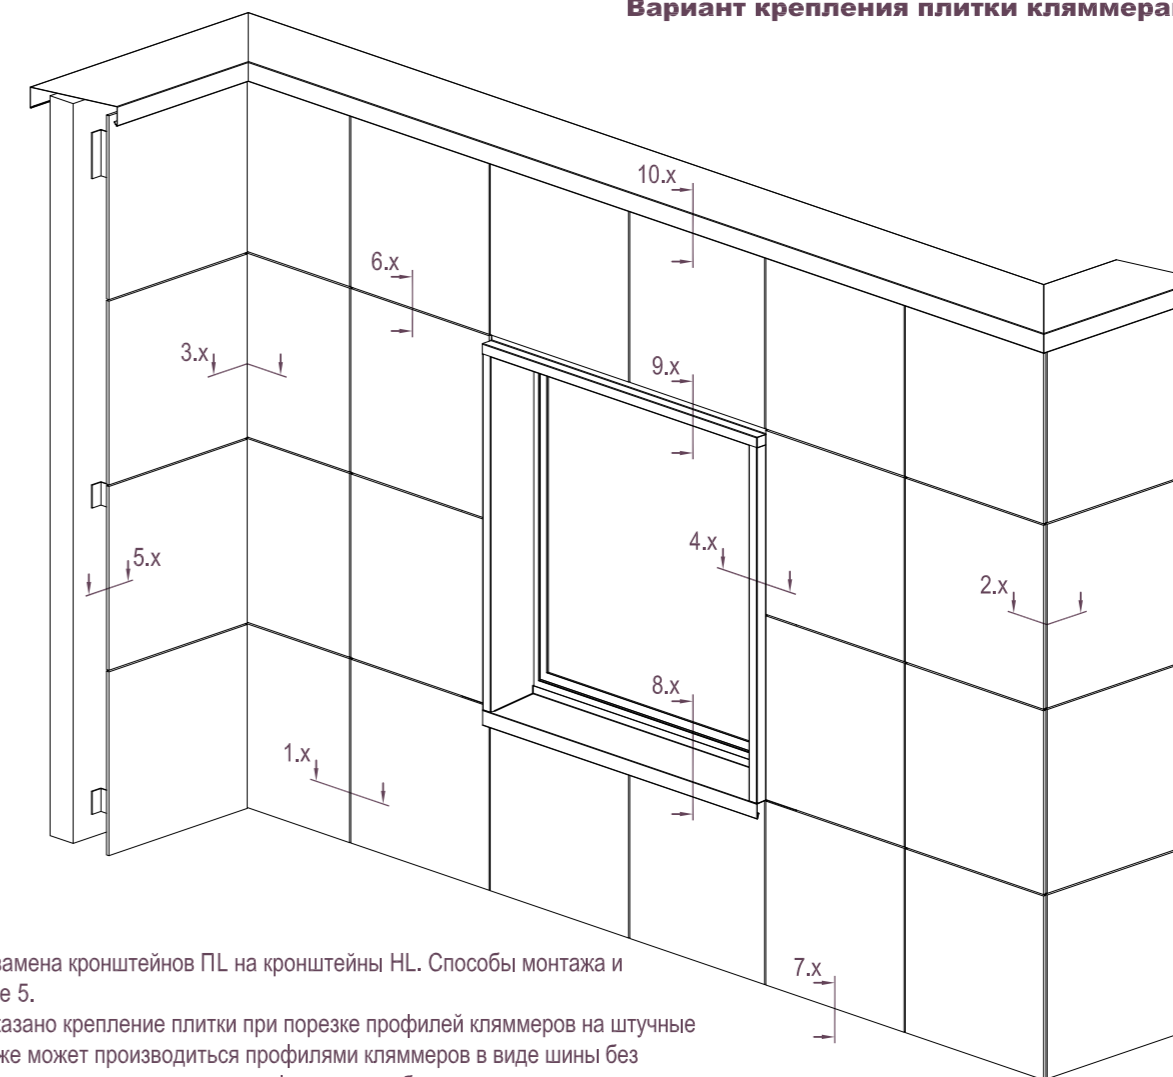 Вариант крепления плитки кляммера
10.x
6.x
3.x
9.x
5.x
4.x
2.x
8.x
1.x
7.x
замена кронштейнов ПL на кронштейны НL. Способы монтажа и
е 5.
казано крепление плитки при порезке профилей кляммеров на штучные
же может производиться профилями кляммеров в виде шины без